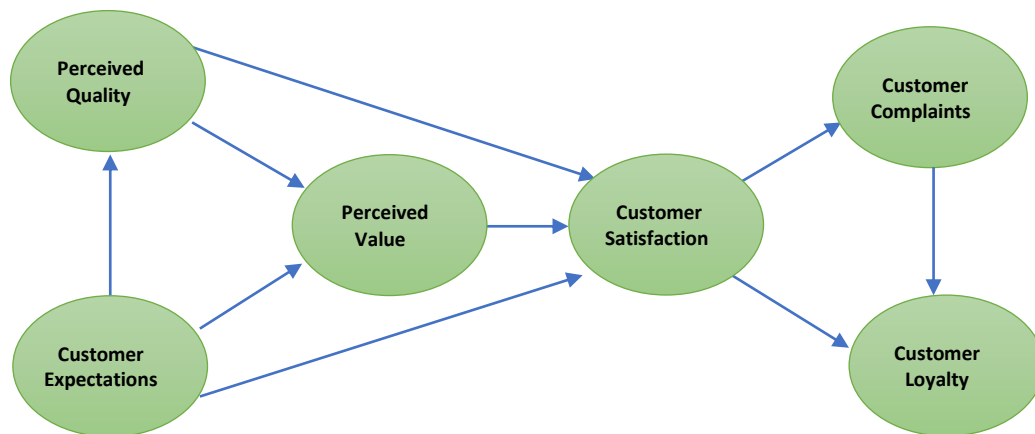 Perceived
Quality
Customer
Complaints
Perceived
Value
Customer
Satisfaction
Customer
Expectations
Customer
Loyalty